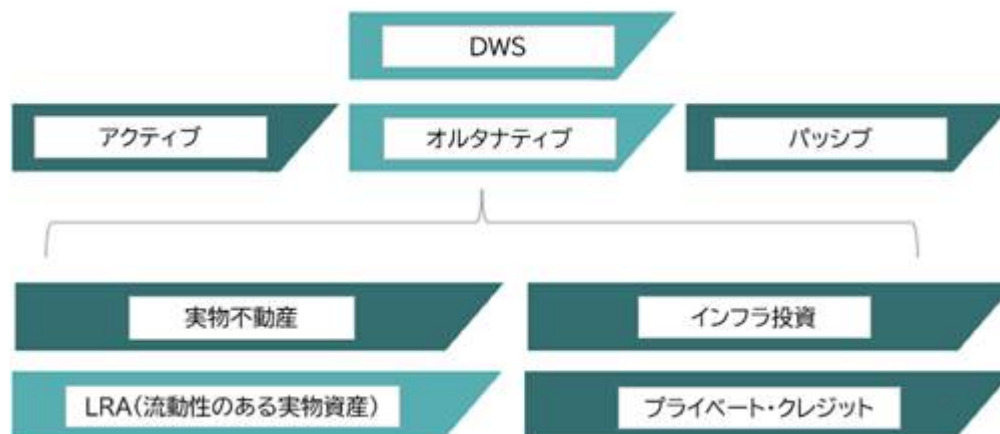 DWS
アクティブ
オルタナティブ
パッシブ
実物不動産
インフラ投資
LRA(流動性のある実物資産)
プライベート・クレジット